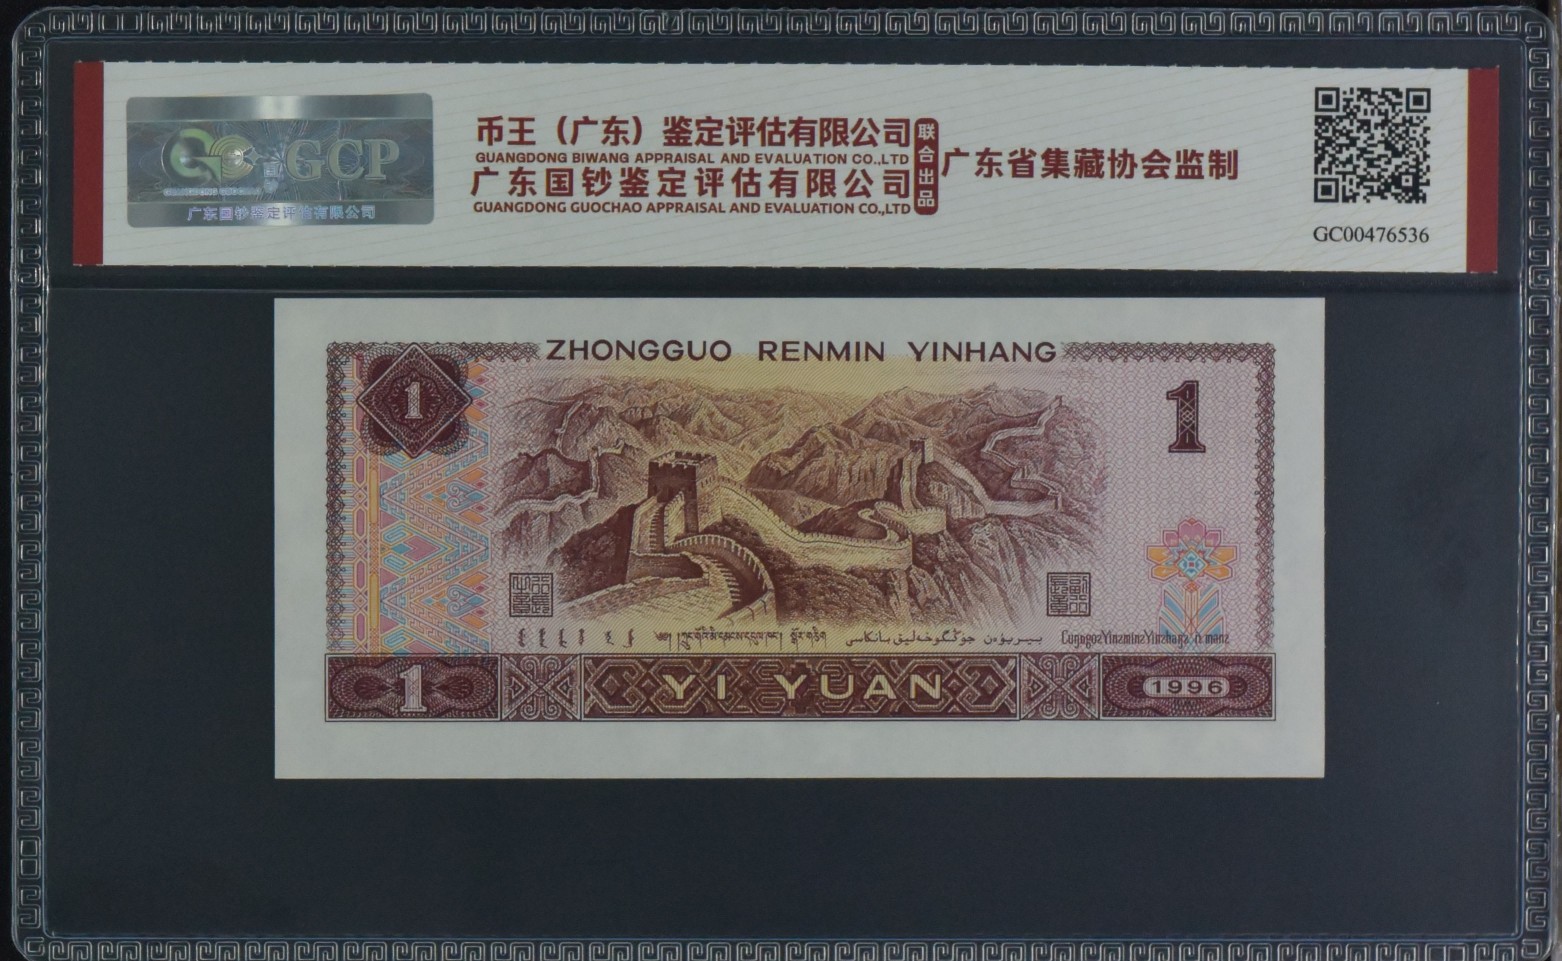 GCP
广东国钞鉴定评估有限公司
币王（广东）鉴定评估有限公司
GUANGDONG BIWANG APPRAISAL AND EVALUATION CO.,LTD
广东国钞鉴定评估有限公司
GUANGDONG GUOCHAO APPRAISAL AND EVALUATION CO.,LTD
联合出品
广东省集藏协会监制
GC00476536
ZHONGGUO RENMIN YINHANG
1
1
1
YI YUAN
1996